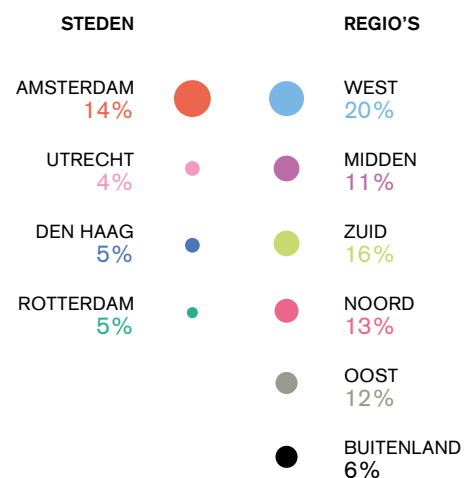 STEDEN
AMSTERDAM
14%
UTRECHT
4%
DEN HAAG
5%
ROTTERDAM
5%
REGIO'S
WEST
20%
MIDDEN
11%
ZUID
16%
NOORD
13%
OOST
12%
BUITENLAND
6%